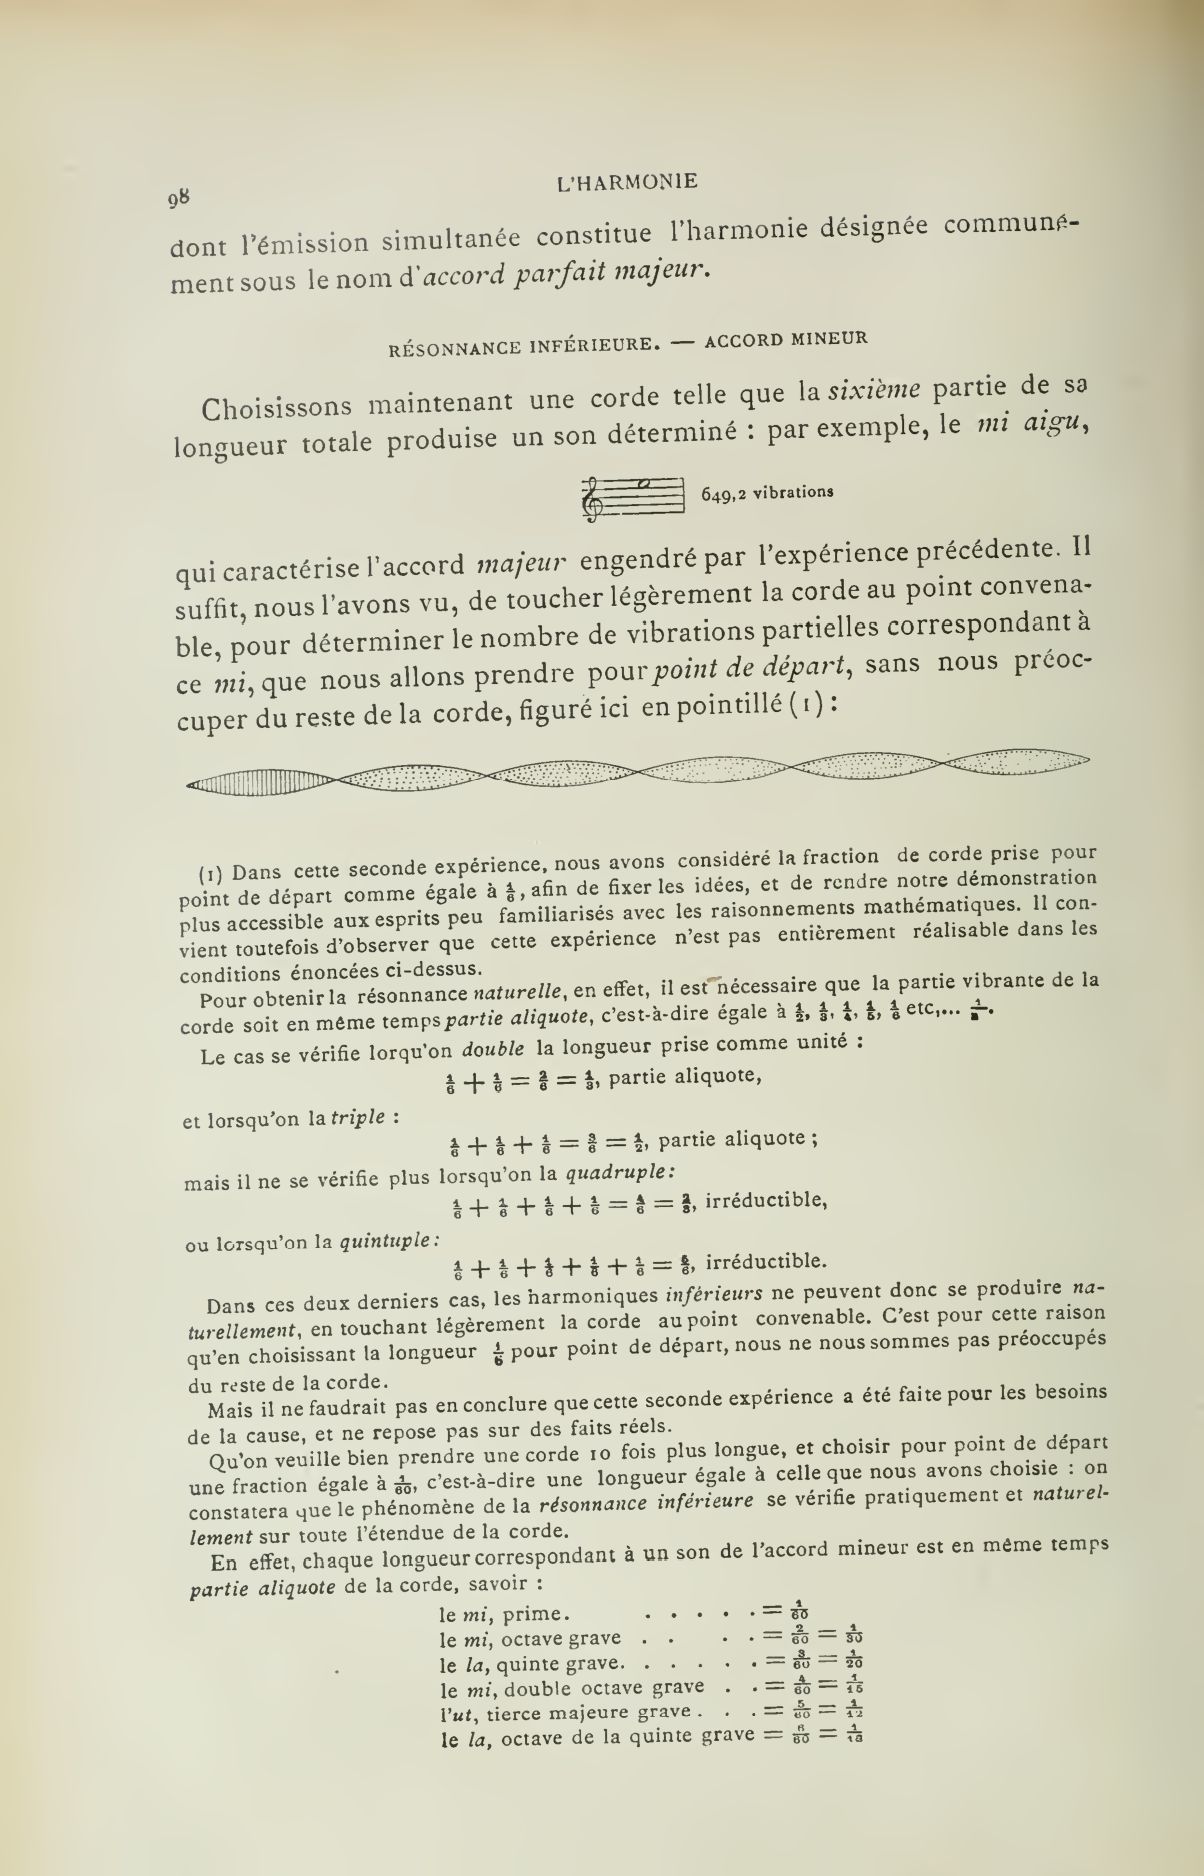 98
L'HARMONIE
dont l'émission simultanée constitue l'harmonie désignée communé-
ment sous le nom d'accord parfait majeur.
RÉSONNANCE INFÉRIEURE. — ACCORD MINEUR
Choisissons maintenant une corde telle que la sixième partie de sa
longueur totale produise un son déterminé : par exemple, le mi aigu,
649,2 vibrations
qui caractérise l'accord majeur engendré par l'expérience précédente. Il
suffit, nous l'avons vu, de toucher légèrement la corde au point convena-
ble, pour déterminer le nombre de vibrations partielles correspondant à
ce mi, que nous allons prendre pour point de départ, sans nous préoc-
cuper du reste de la corde, figuré ici en pointillé (1) :
(1) Dans cette seconde expérience, nous avons considéré la fraction de corde prise pour
point de départ comme égale à 1/6, afin de fixer les idées, et de rendre notre démonstration
plus accessible aux esprits peu familiarisés avec les raisonnements mathématiques. Il con-
vient toutefois d'observer que cette expérience n'est pas entièrement réalisable dans les
conditions énoncées ci-dessus.
Pour obtenir la résonnance naturelle, en effet, il est nécessaire que la partie vibrante de la
corde soit en même temps partie aliquote, c'est-à-dire égale à 1/2, 1/3, 1/4, 1/5, 1/6 etc,... 1/n.
Le cas se vérifie lorqu'on double la longueur prise comme unité :
1/6 + 1/6 = 2/6 = 1/3, partie aliquote,
et lorsqu'on la triple :
1/6 + 1/6 + 1/6 = 3/6 = 1/2, partie aliquote ;
mais il ne se vérifie plus lorsqu'on la quadruple :
1/6 + 1/6 + 1/6 + 1/6 = 4/6 = 2/3, irréductible,
ou lorsqu'on la quintuple :
1/6 + 1/6 + 1/6 + 1/6 + 1/6 = 5/6, irréductible.
Dans ces deux derniers cas, les harmoniques inférieurs ne peuvent donc se produire na-
turellement, en touchant légèrement la corde au point convenable. C'est pour cette raison
qu'en choisissant la longueur 1/6 pour point de départ, nous ne nous sommes pas préoccupés
du reste de la corde.
Mais il ne faudrait pas en conclure que cette seconde expérience a été faite pour les besoins
de la cause, et ne repose pas sur des faits réels.
Qu'on veuille bien prendre une corde 10 fois plus longue, et choisir pour point de départ
une fraction égale à 1/60, c'est-à-dire une longueur égale à celle que nous avons choisie : on
constatera que le phénomène de la résonnance inférieure se vérifie pratiquement et naturel-
lement sur toute l'étendue de la corde.
En effet, chaque longueur correspondant à un son de l'accord mineur est en même temps
partie aliquote de la corde, savoir :
le mi, prime. . . . . . = 1/60
le mi, octave grave . . . . = 2/60 = 1/30
le la, quinte grave. . . . . . = 3/60 = 1/20
le mi, double octave grave . . = 4/60 = 1/15
l'ut, tierce majeure grave . . . = 5/60 = 1/12
le la, octave de la quinte grave = 6/60 = 1/10